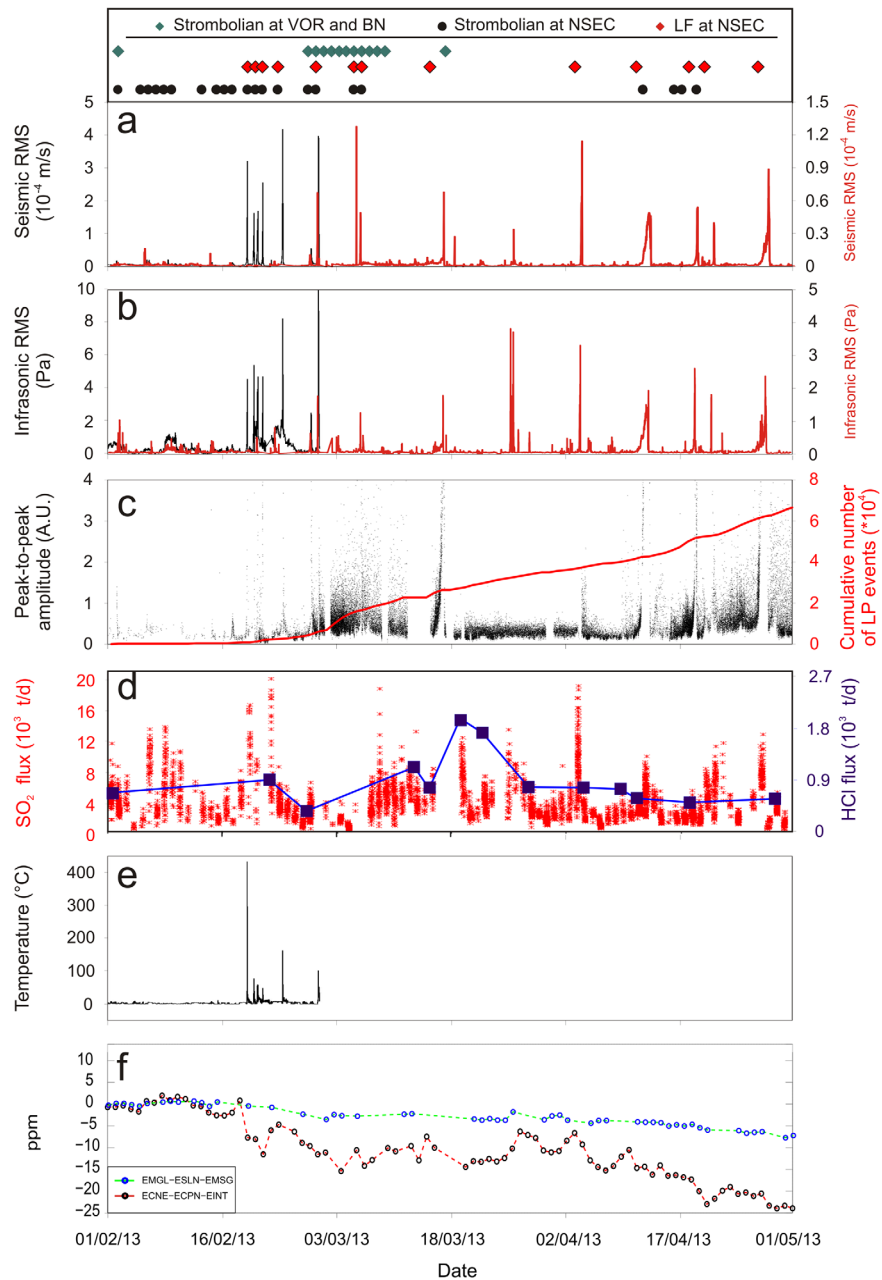 Strombolian at VOR and BN
Strombolian at NSEC
LF at NSEC
a
Seismic RMS
(10⁻⁴ m/s)
5
4
3
2
1
0
1.5
1.2
0.9
0.6
0.3
0
Seismic RMS (10⁻⁴ m/s)
b
Infrasonic RMS
(Pa)
10
8
6
4
2
0
5
4
3
2
1
0
Infrasonic RMS (Pa)
c
Peak-to-peak
amplitude (A.U.)
4
3
2
1
0
8
6
4
2
0
Cumulative number
of LP events (*10⁴)
d
SO₂ flux (10³ t/d)
20
16
12
8
4
0
2.7
1.8
0.9
0
HCl flux (10³ t/d)
e
Temperature (°C)
400
300
200
100
0
f
ppm
10
5
0
−5
−10
−15
−20
−25
EMGL−ESLN−EMSG
ECNE−ECPN−EINT
01/02/13 16/02/13 03/03/13 18/03/13 02/04/13 17/04/13 01/05/13
Date